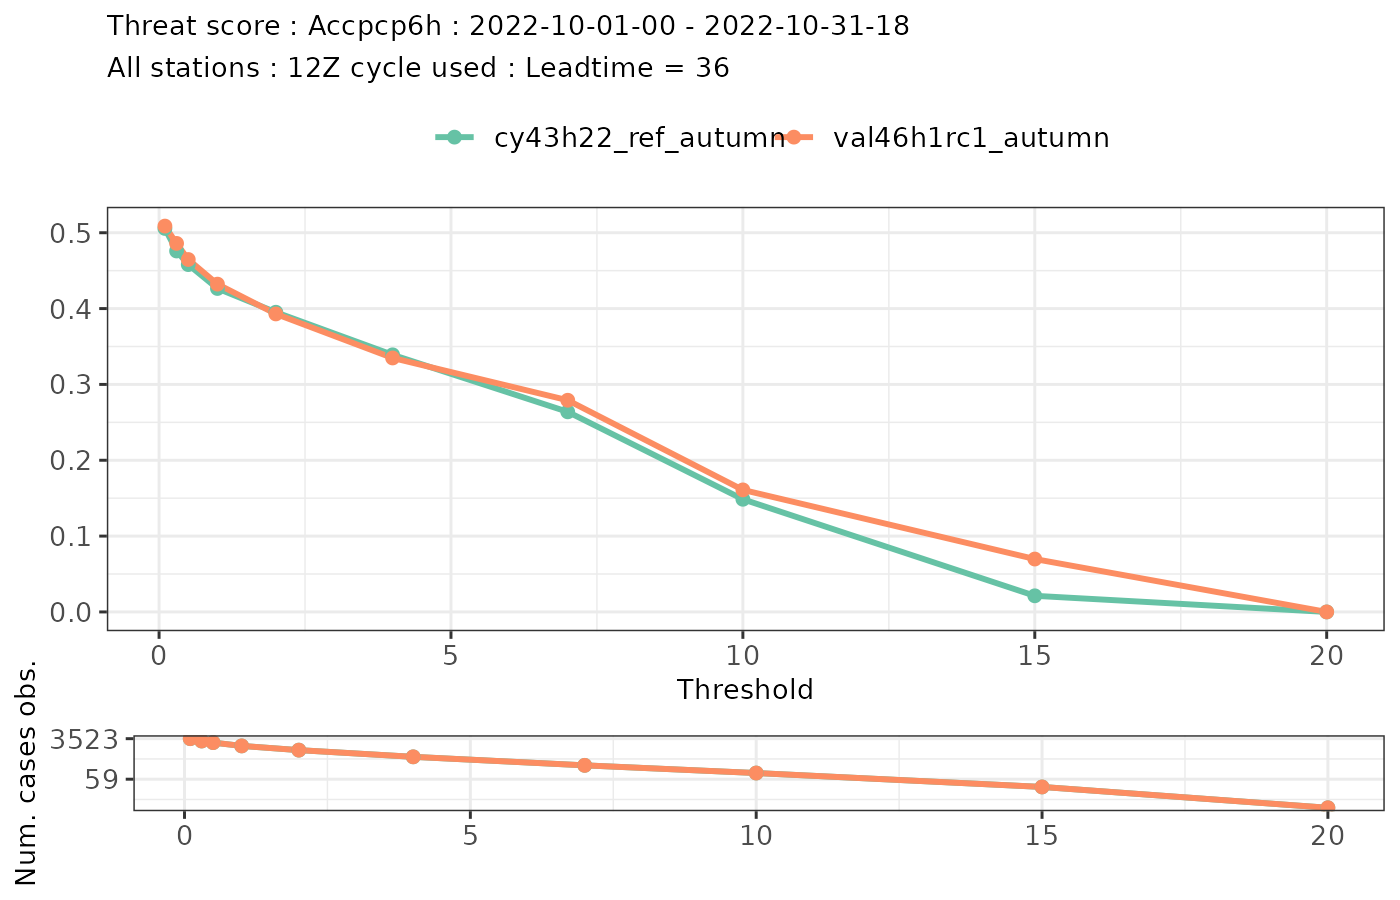 Threat score : Accpcp6h : 2022-10-01-00 - 2022-10-31-18
All stations : 12Z cycle used : Leadtime = 36
cy43h22_ref_autumn val46h1rc1_autumn
0.5
0.4
0.3
0.2
0.1
0.0
0 5 10 15 20
Threshold
Num. cases obs.
3523
59
0 5 10 15 20